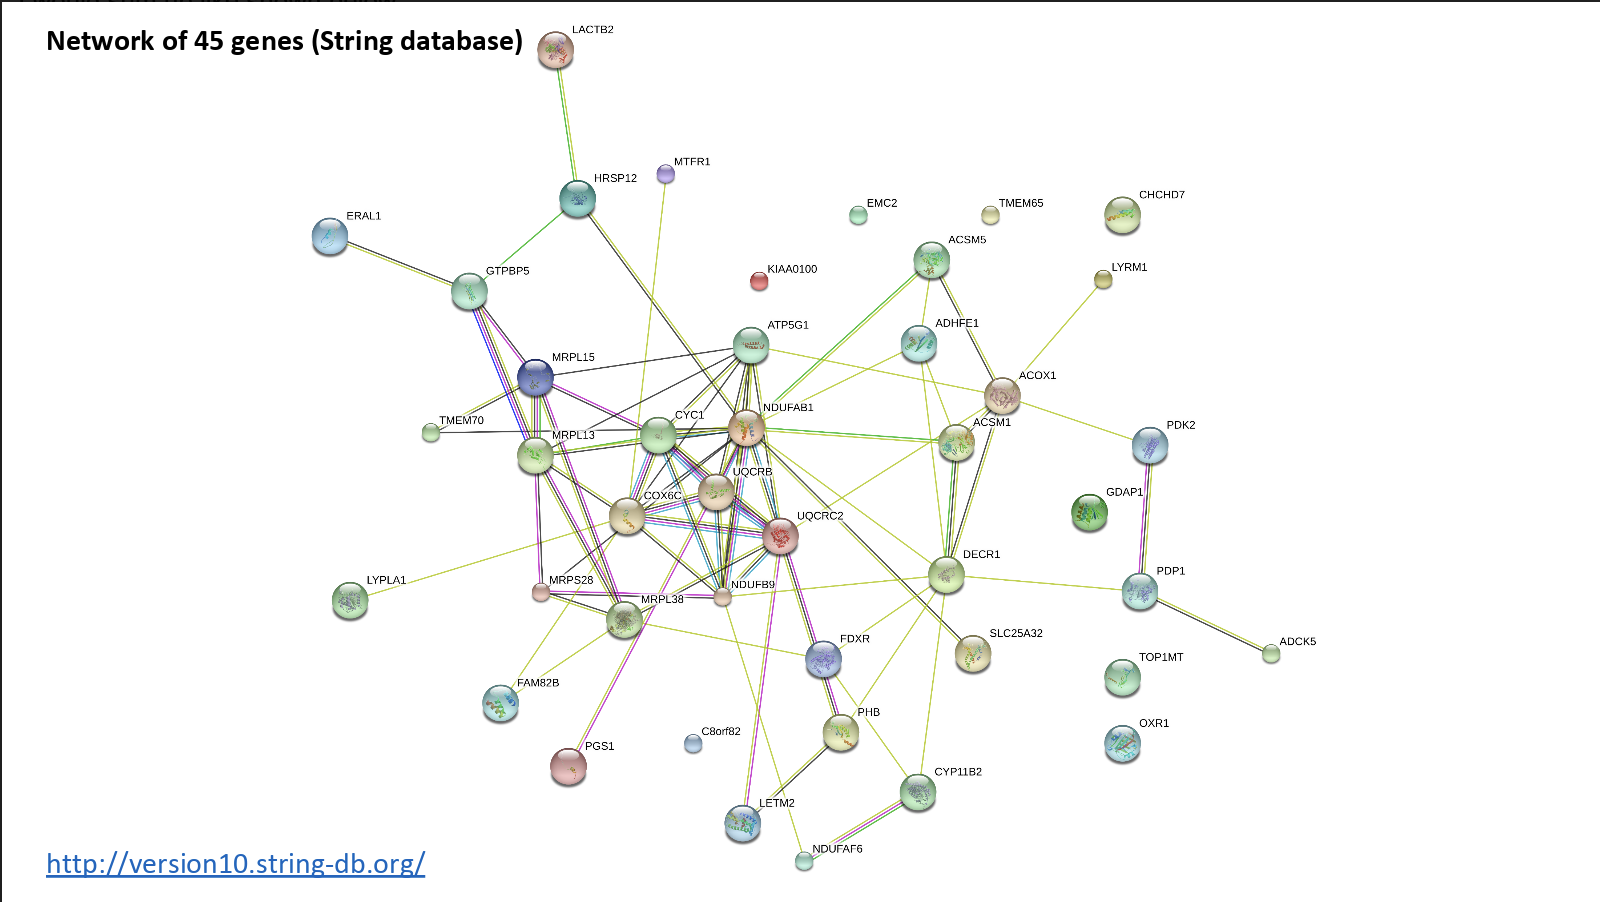 Network of 45 genes (String database)
LACTB2
MTFR1
HRSP12
CHCHD7
EMC2
TMEM65
ERAL1
ACSM5
KIAA0100
LYRM1
GTPBP5
ATP5G1
ADHFE1
MRPL15
ACOX1
NDUFAB1
CYC1
TMEM70
ACSM1
PDK2
MRPL13
UQCRB
COX6C
GDAP1
UQCRC2
DECR1
PDP1
LYPLA1
MRPS28
NDUFB9
MRPL38
SLC25A32
FDXR
ADCK5
TOP1MT
FAM82B
PHB
OXR1
C8orf82
PGS1
CYP11B2
LETM2
NDUFAF6
http://version10.string-db.org/